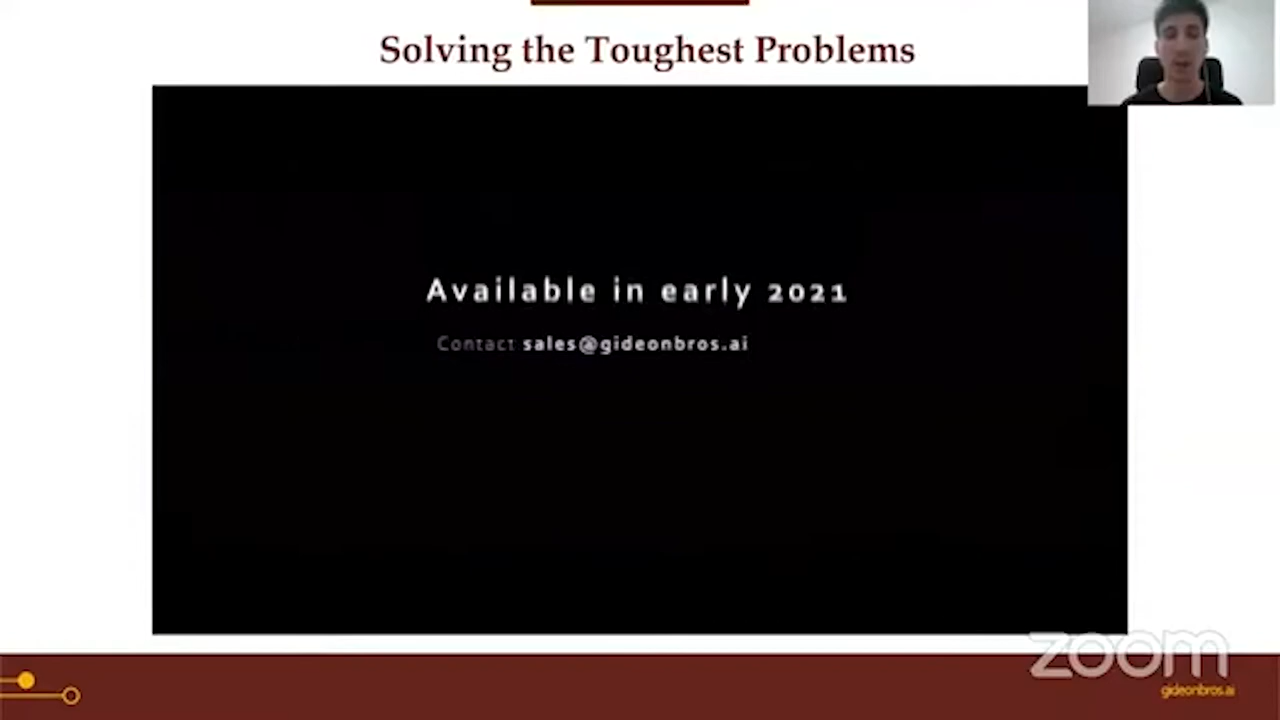 Solving the Toughest Problems
Available in early 2021
Contact sales@gideonbros.ai
zoom
gideonbros.ai